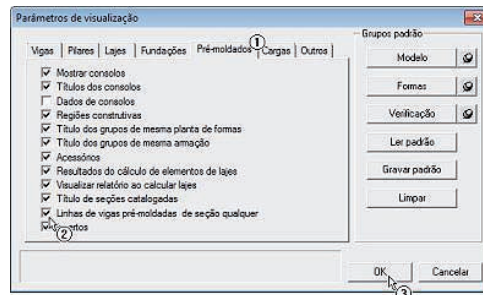 Parâmetros de visualização
Vigas Pilares Lajes Fundações Pré-moldados Cargas Outros
1
Mostrar consolos
Títulos dos consolos
Dados de consolos
Regiões construtivas
Título dos grupos de mesma planta de formas
Título dos grupos de mesma armação
Acessórios
Resultados do cálculo de elementos de lajes
Visualizar relatório ao calcular lajes
Título de seções catalogadas
Linhas de vigas pré-moldadas de seção qualquer
2
Grupos padrão
Modelo
Formas
Verificação
Ler padrão
Gravar padrão
Limpar
OK Cancelar
3